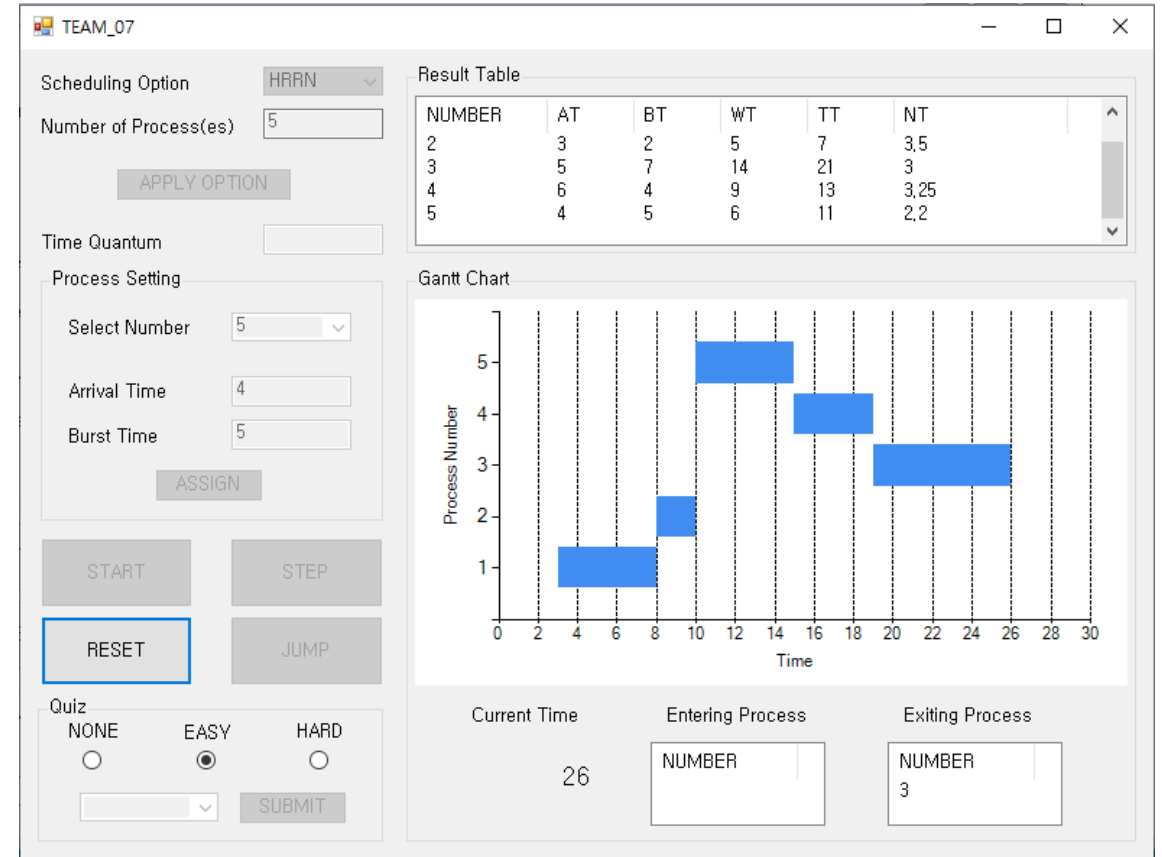 TEAM_07
Scheduling Option HRRN
Number of Process(es) 5
APPLY OPTION
Time Quantum
Process Setting
Select Number 5
Arrival Time 4
Burst Time 5
ASSIGN
START STEP
RESET JUMP
Quiz
NONE EASY HARD
SUBMIT
Result Table
NUMBER AT BT WT TT NT
2 3 2 5 7 3,5
3 5 7 14 21 3
4 6 4 9 13 3,25
5 4 5 6 11 2,2
Gantt Chart
Process Number
5
4
3
2
1
0 2 4 6 8 10 12 14 16 18 20 22 24 26 28 30
Time
Current Time
26
Entering Process
NUMBER
Exiting Process
NUMBER
3